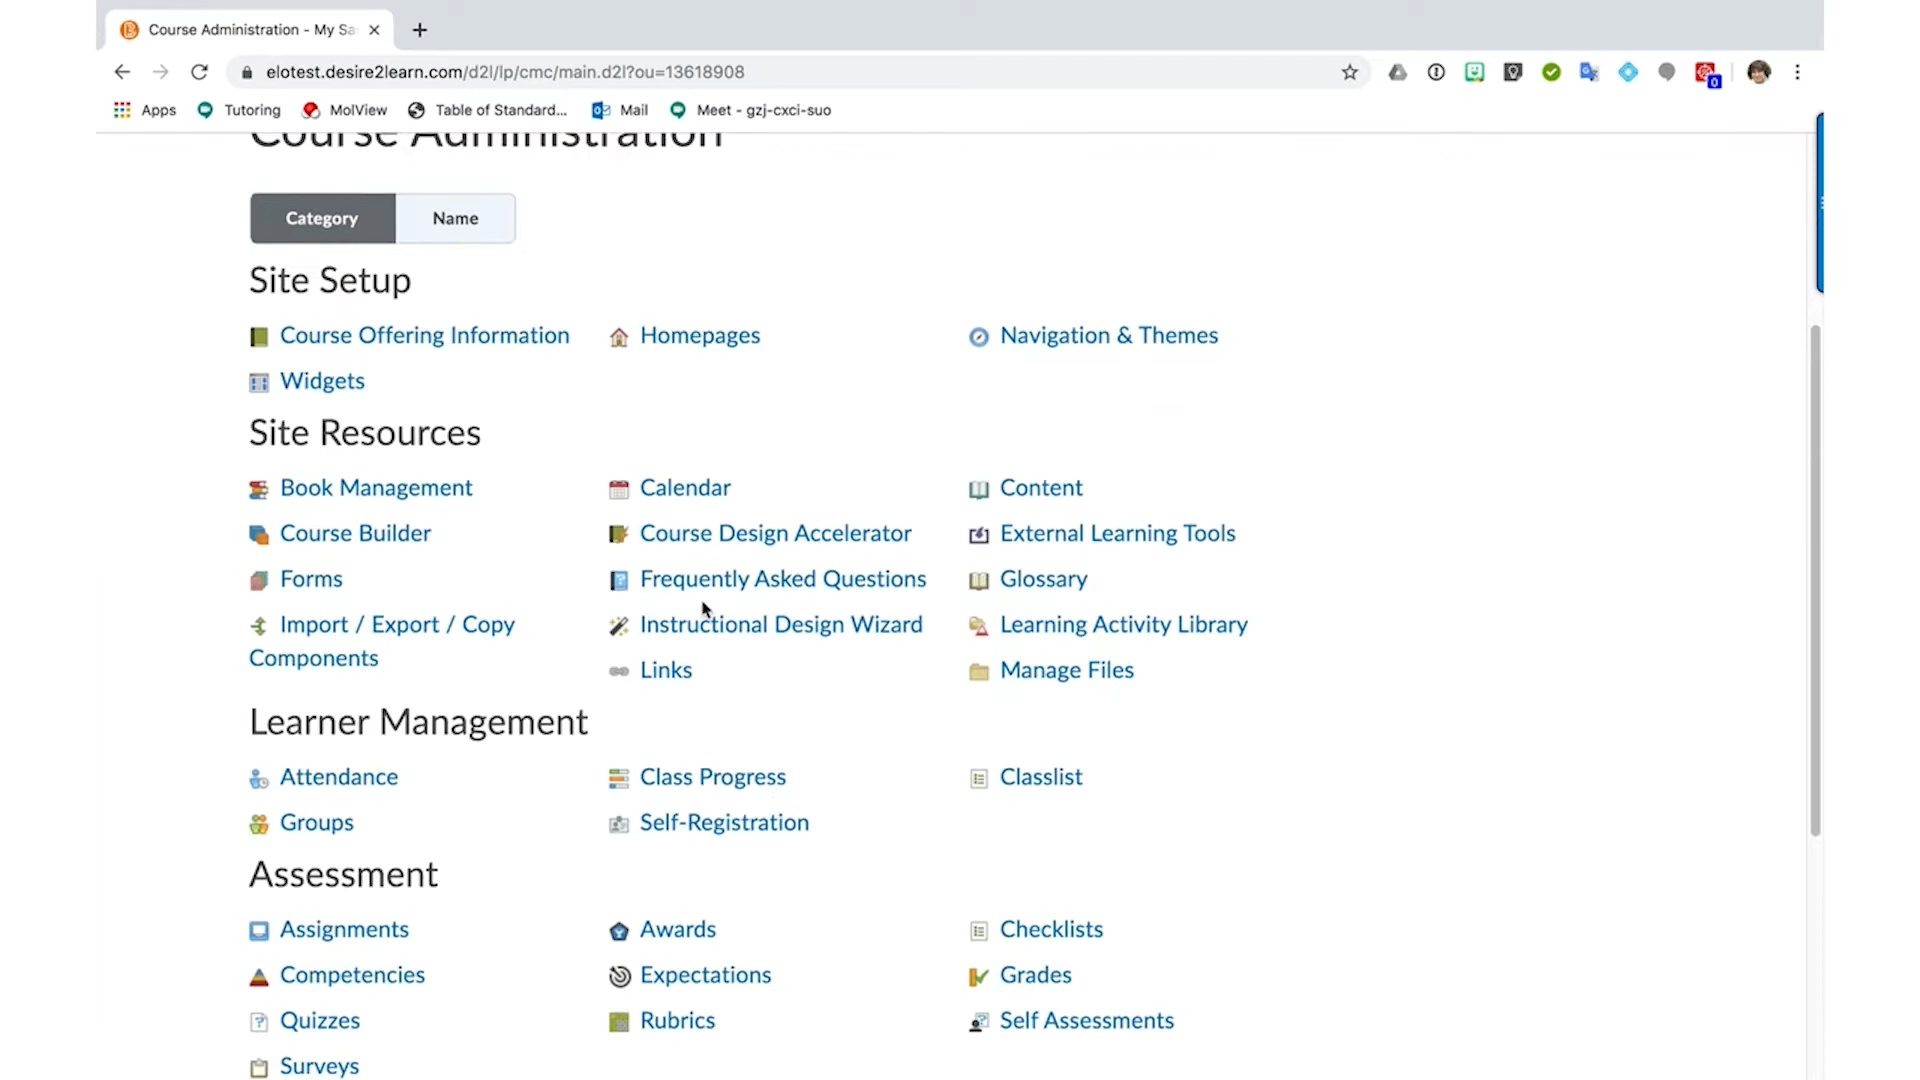 Course Administration - My Sa
elotest.desire2learn.com/d2l/lp/cmc/main.d2l?ou=13618908
0
Apps Tutoring MolView Table of Standard... Mail Meet - gzj-cxci-suo
Course Administration
Category Name
Site Setup
Course Offering Information Homepages Navigation & Themes
Widgets
Site Resources
Book Management Calendar Content
Course Builder Course Design Accelerator External Learning Tools
Forms Frequently Asked Questions Glossary
Import / Export / Copy Instructional Design Wizard Learning Activity Library
Components
Links Manage Files
Learner Management
Attendance Class Progress Classlist
Groups Self-Registration
Assessment
Assignments Awards Checklists
Competencies Expectations Grades
Quizzes Rubrics Self Assessments
Surveys